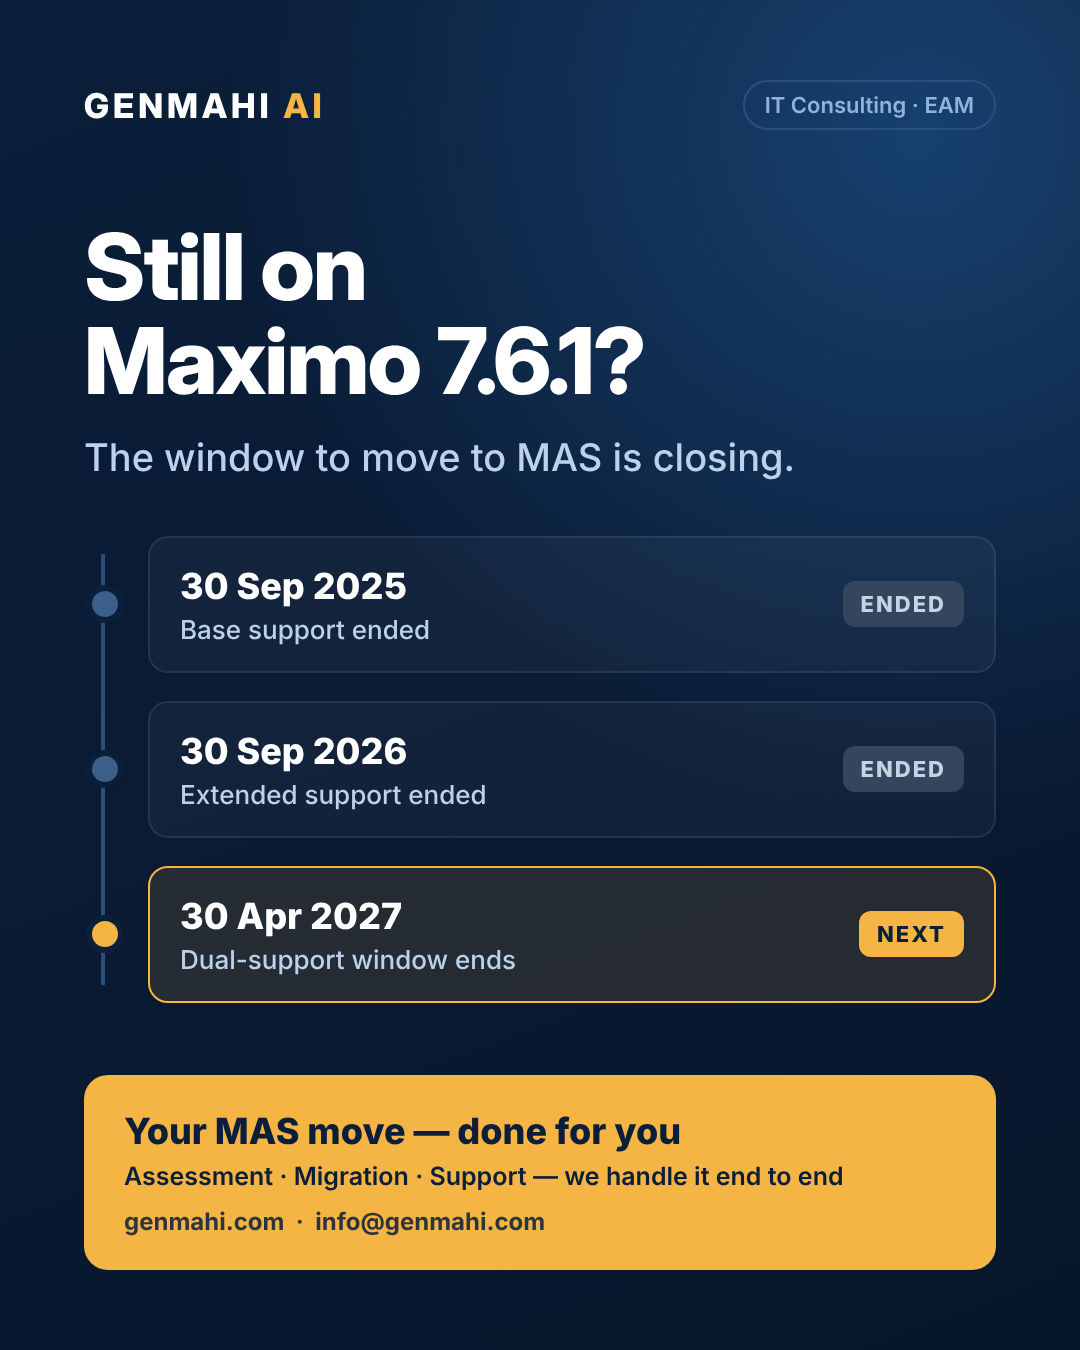 GENMAHI AI
IT Consulting · EAM
Still on
Maximo 7.6.1?
The window to move to MAS is closing.
30 Sep 2025
Base support ended
ENDED
30 Sep 2026
Extended support ended
ENDED
30 Apr 2027
Dual-support window ends
NEXT
Your MAS move — done for you
Assessment · Migration · Support — we handle it end to end
genmahi.com · info@genmahi.com